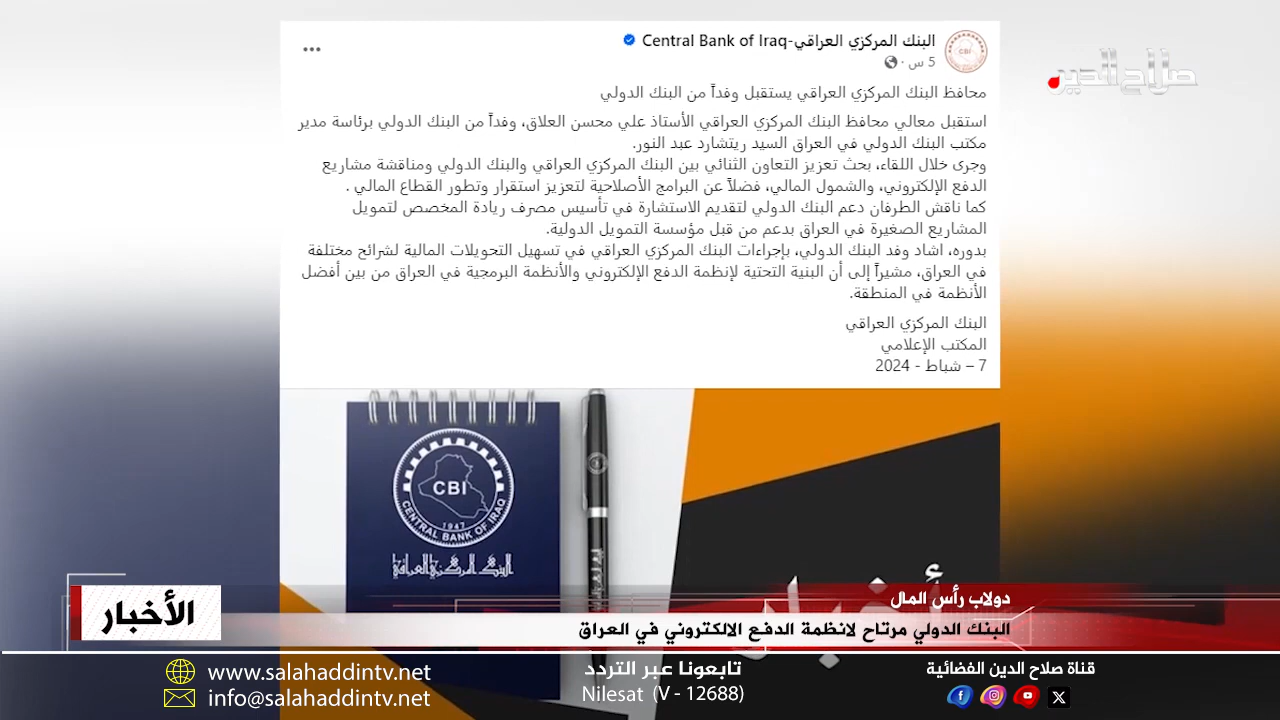 البنك المركزي العراقي-Central Bank of Iraq
5 س
صلاح الدين
محافظ البنك المركزي العراقي يستقبل وفداً من البنك الدولي
استقبل معالي محافظ البنك المركزي العراقي الأستاذ علي محسن العلاق، وفداً من البنك الدولي برئاسة مدير
مكتب البنك الدولي في العراق السيد ريتشارد عبد النور.
وجرى خلال اللقاء، بحث تعزيز التعاون الثنائي بين البنك المركزي العراقي والبنك الدولي ومناقشة مشاريع
الدفع الإلكتروني، والشمول المالي، فضلاً عن البرامج الأصلاحية لتعزيز استقرار وتطور القطاع المالي .
كما ناقش الطرفان دعم البنك الدولي لتقديم الاستشارة في تأسيس مصرف ريادة المخصص لتمويل
المشاريع الصغيرة في العراق بدعم من قبل مؤسسة التمويل الدولية.
بدوره، اشاد وفد البنك الدولي، بإجراءات البنك المركزي العراقي في تسهيل التحويلات المالية لشرائح مختلفة
في العراق، مشيراً إلى أن البنية التحتية لإنظمة الدفع الإلكتروني والأنظمة البرمجية في العراق من بين أفضل
الأنظمة في المنطقة.
البنك المركزي العراقي
المكتب الإعلامي
7 – شباط - 2024
CBI
1947
CENTRAL BANK OF IRAQ
البنك المركزي العراقي
دولاب رأس المال
الأخبار
البنك الدولي مرتاح لانظمة الدفع الالكتروني في العراق
قناة صلاح الدين الفضائية
تابعونا عبر التردد
Nilesat (V - 12688)
www.salahaddintv.net
info@salahaddintv.net